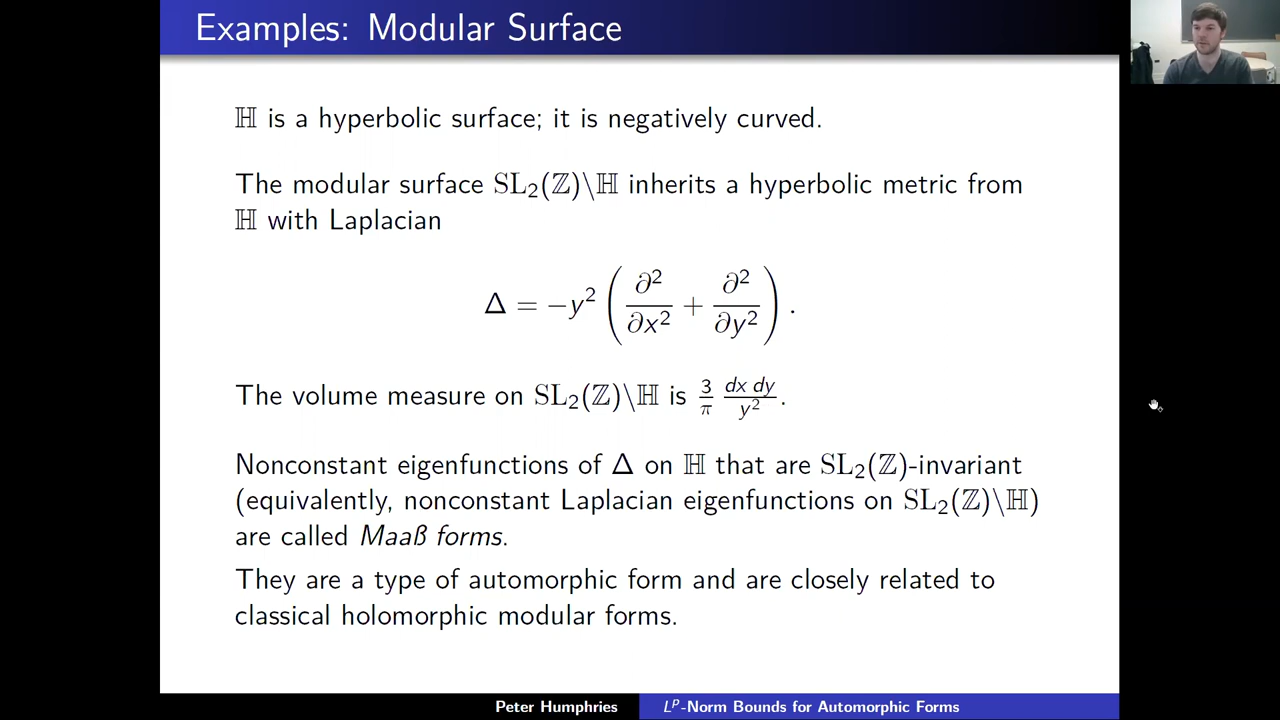 Examples: Modular Surface
ℍ is a hyperbolic surface; it is negatively curved.
The modular surface SL₂(ℤ)\ℍ inherits a hyperbolic metric from
ℍ with Laplacian
Δ = −y² (∂²/∂x² + ∂²/∂y²).
The volume measure on SL₂(ℤ)\ℍ is 3/π dx dy/y².
Nonconstant eigenfunctions of Δ on ℍ that are SL₂(ℤ)-invariant
(equivalently, nonconstant Laplacian eigenfunctions on SL₂(ℤ)\ℍ)
are called Maaß forms.
They are a type of automorphic form and are closely related to
classical holomorphic modular forms.
Peter Humphries
Lᵖ-Norm Bounds for Automorphic Forms